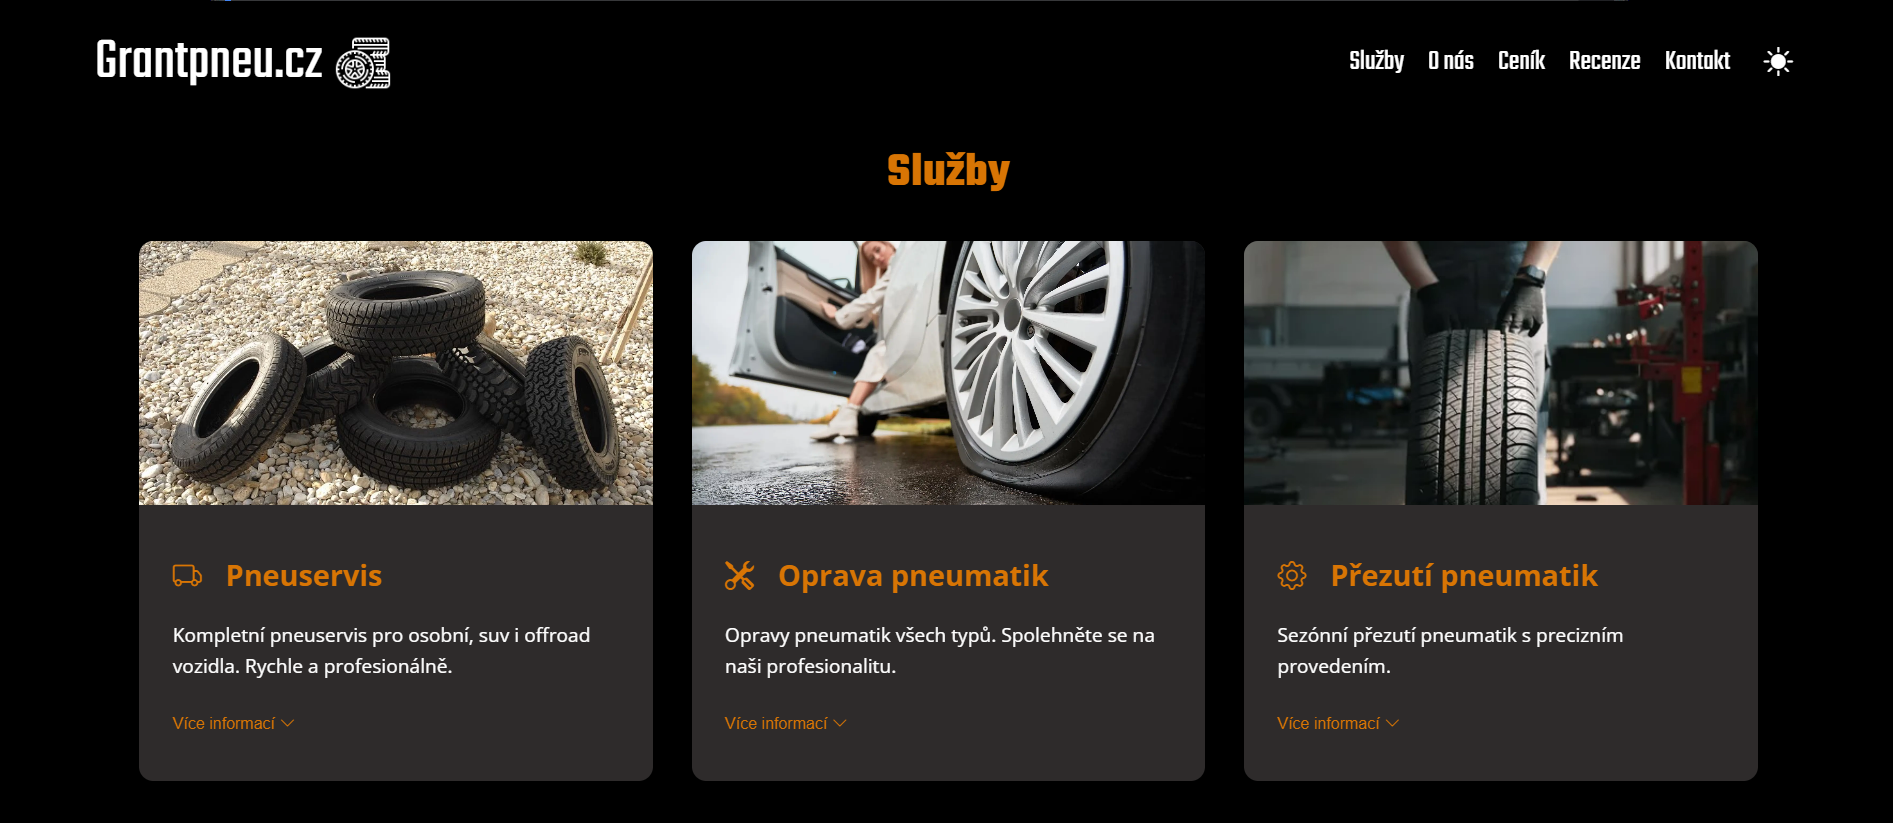 Grantpneu.cz
Služby
O nás
Ceník
Recenze
Kontakt
Služby
Pneuservis
Kompletní pneuservis pro osobní, suv i offroad
vozidla. Rychle a profesionálně.
Více informací
Oprava pneumatik
Opravy pneumatik všech typů. Spolehněte se na
naši profesionalitu.
Více informací
Přezutí pneumatik
Sezónní přezutí pneumatik s precizním
provedením.
Více informací